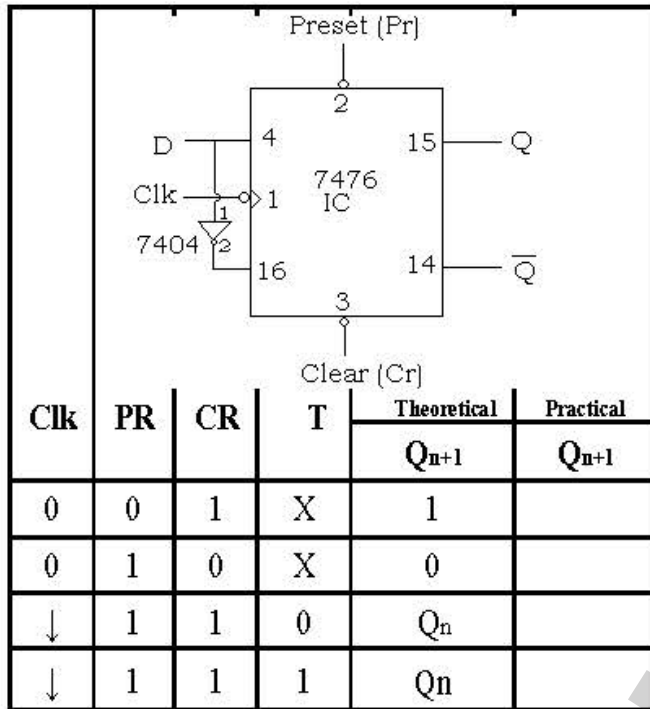 Preset (Pr)
2
D 4 15 Q
7476
Clk 1 IC
1
7404 2
16 14 Q̅
3
Clear (Cr)
Clk PR CR T Theoretical Practical
Qn+1 Qn+1
0 0 1 X 1
0 1 0 X 0
↓ 1 1 0 Qn
↓ 1 1 1 Qn